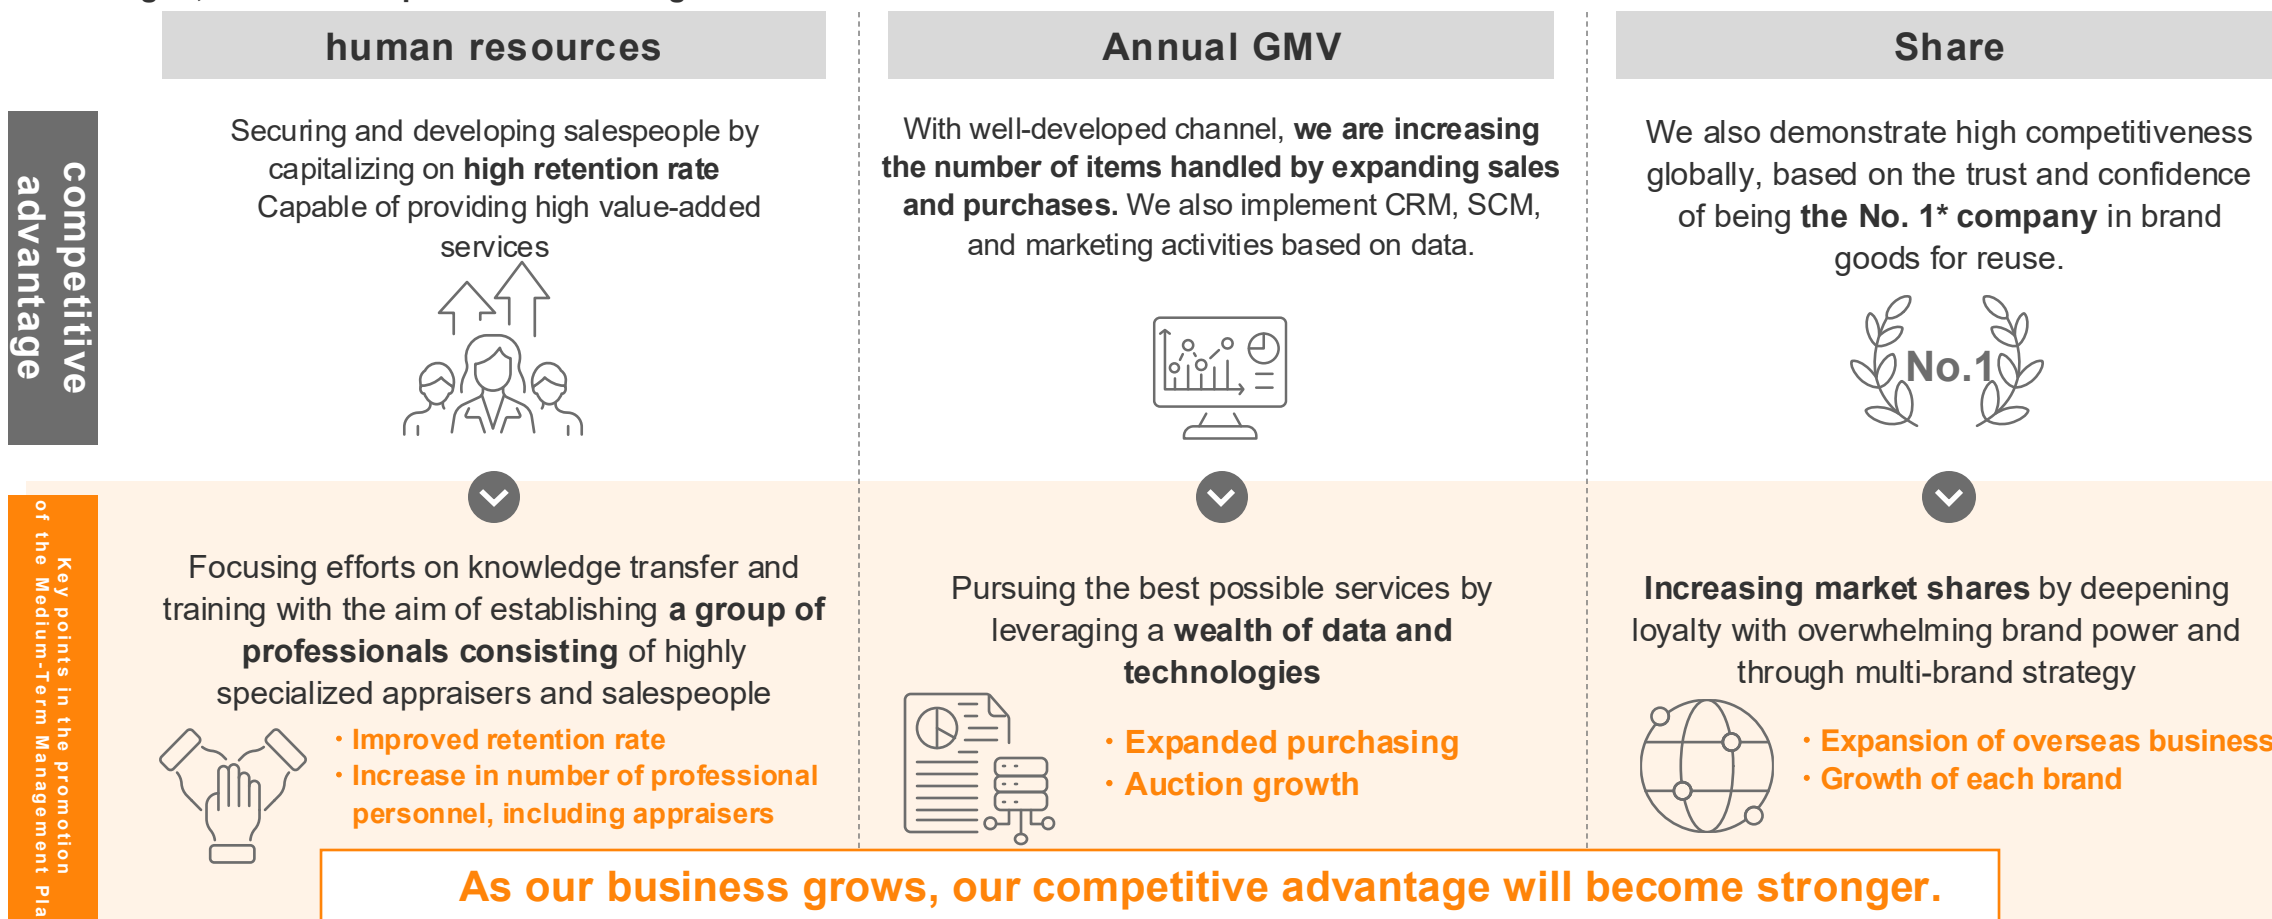 human resources
Annual GMV
Share
competitive
advantage
Securing and developing salespeople by
capitalizing on high retention rate
Capable of providing high value-added
services
With well-developed channel, we are increasing
the number of items handled by expanding sales
and purchases. We also implement CRM, SCM,
and marketing activities based on data.
We also demonstrate high competitiveness
globally, based on the trust and confidence
of being the No. 1* company in brand
goods for reuse.
No.1
Key points in the promotion
of the Medium-Term Management Pla
Focusing efforts on knowledge transfer and
training with the aim of establishing a group of
professionals consisting of highly
specialized appraisers and salespeople
・Improved retention rate
・Increase in number of professional
personnel, including appraisers
Pursuing the best possible services by
leveraging a wealth of data and
technologies
・Expanded purchasing
・Auction growth
Increasing market shares by deepening
loyalty with overwhelming brand power and
through multi-brand strategy
・Expansion of overseas business
・Growth of each brand
As our business grows, our competitive advantage will become stronger.